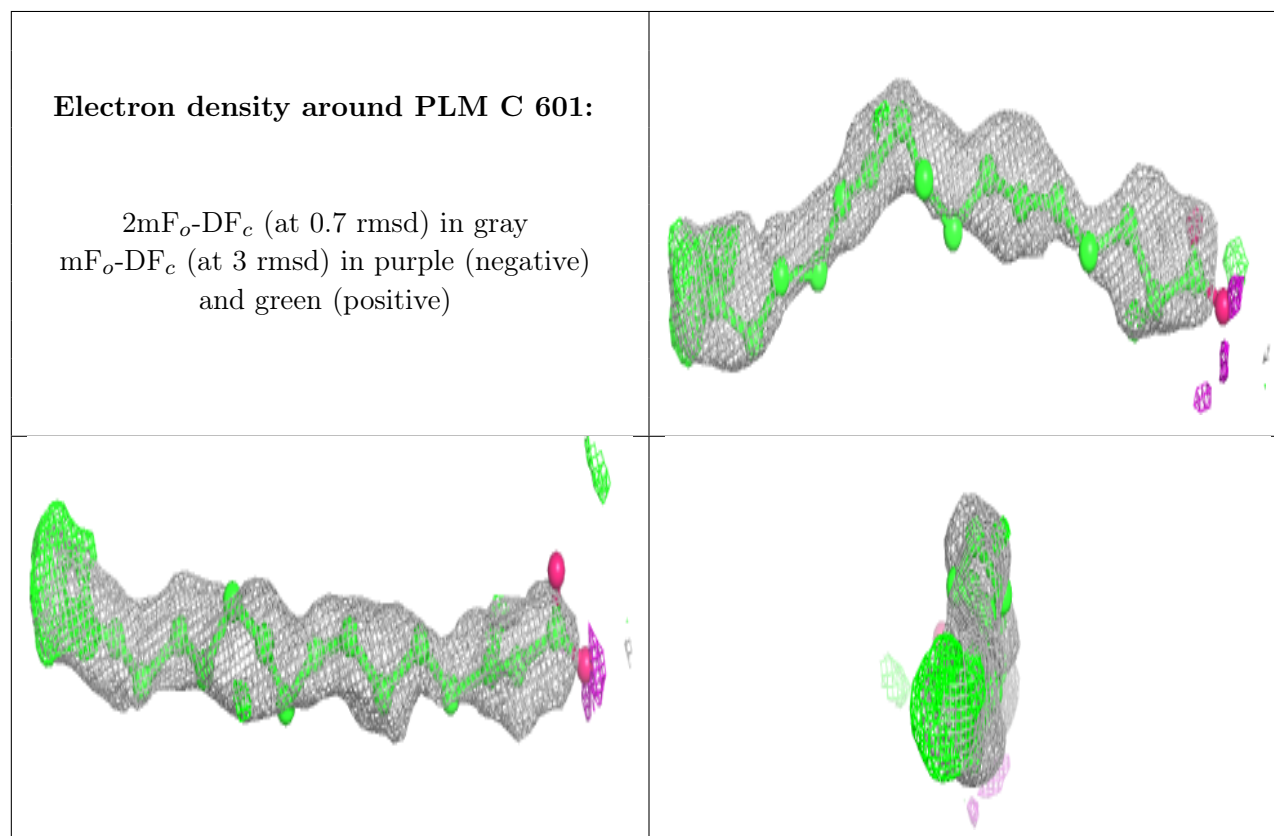 Electron density around PLM C 601:
2mFo-DFc (at 0.7 rmsd) in gray
mFo-DFc (at 3 rmsd) in purple (negative)
and green (positive)